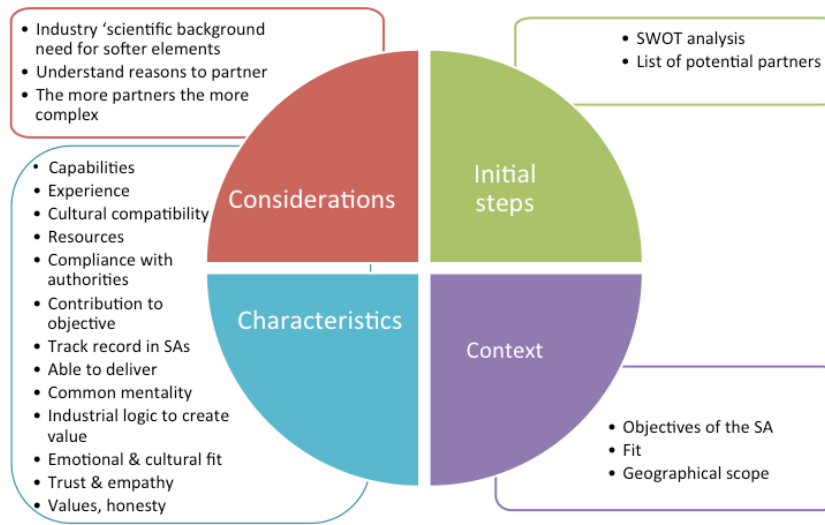 • Industry ‘scientific background
need for softer elements
• Understand reasons to partner
• The more partners the more
complex
• SWOT analysis
• List of potential partners
Considerations
Initial
steps
• Capabilities
• Experience
• Cultural compatibility
• Resources
• Compliance with
authorities
• Contribution to
objective
• Track record in SAs
• Able to deliver
• Common mentality
• Industrial logic to create
value
• Emotional & cultural fit
• Trust & empathy
• Values, honesty
Characteristics
Context
• Objectives of the SA
• Fit
• Geographical scope